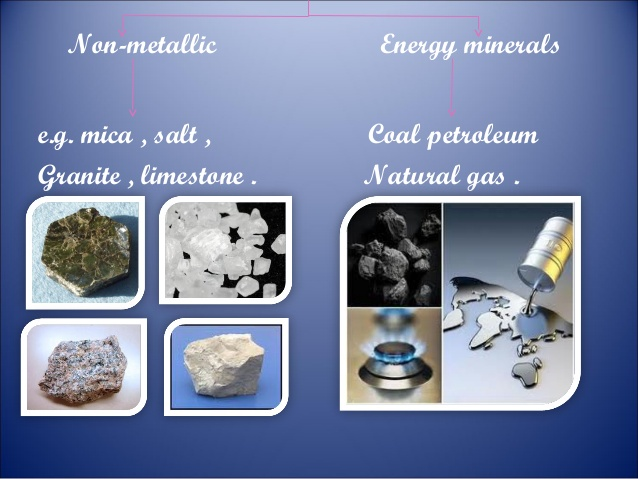 Non-metallic
Energy minerals
e.g. mica , salt ,
Granite , limestone .
Coal petroleum
Natural gas .